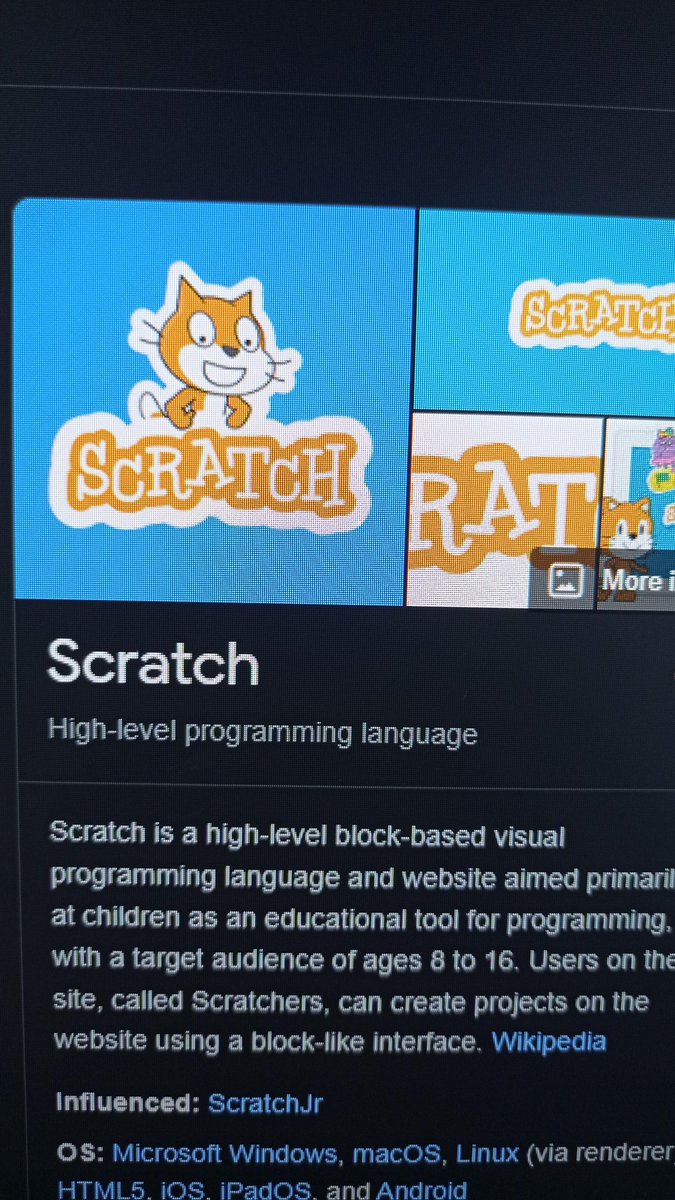 SCRATCH
SCRATCH
RAT
More i
Scratch
High-level programming language
Scratch is a high-level block-based visual
programming language and website aimed primaril
at children as an educational tool for programming,
with a target audience of ages 8 to 16. Users on the
site, called Scratchers, can create projects on the
website using a block-like interface. Wikipedia
Influenced: ScratchJr
OS: Microsoft Windows, macOS, Linux (via renderer
HTML5, iOS, iPadOS, and Android